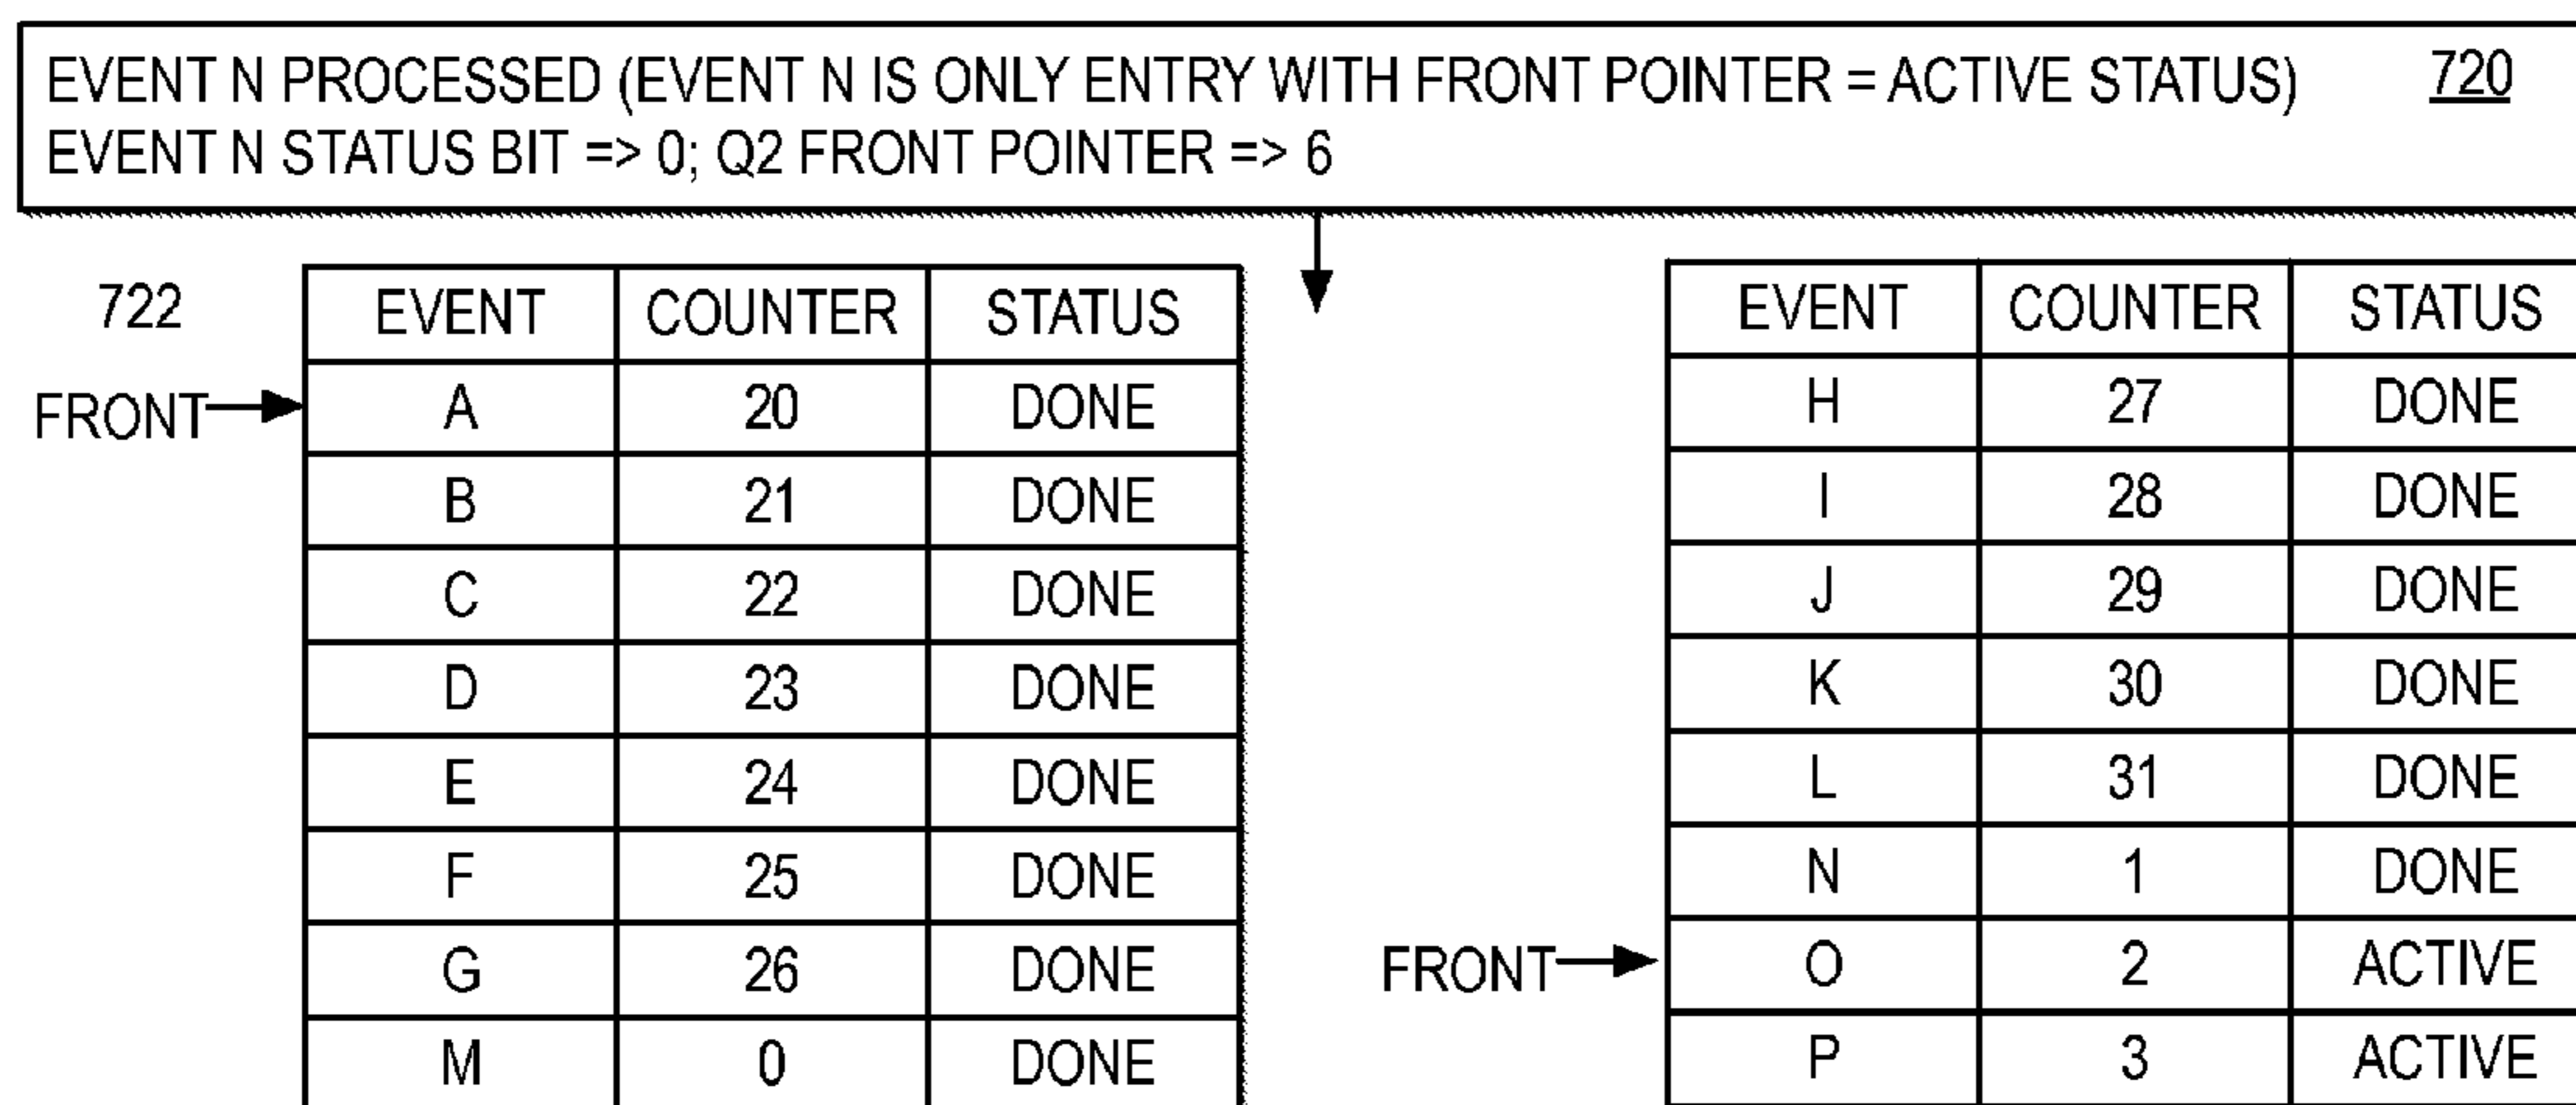 EVENT N PROCESSED (EVENT N IS ONLY ENTRY WITH FRONT POINTER = ACTIVE STATUS) 720
EVENT N STATUS BIT => 0; Q2 FRONT POINTER => 6
722
EVENT COUNTER STATUS
FRONT A 20 DONE
B 21 DONE
C 22 DONE
D 23 DONE
E 24 DONE
F 25 DONE
G 26 DONE
M 0 DONE
EVENT COUNTER STATUS
H 27 DONE
I 28 DONE
J 29 DONE
K 30 DONE
L 31 DONE
N 1 DONE
FRONT O 2 ACTIVE
P 3 ACTIVE